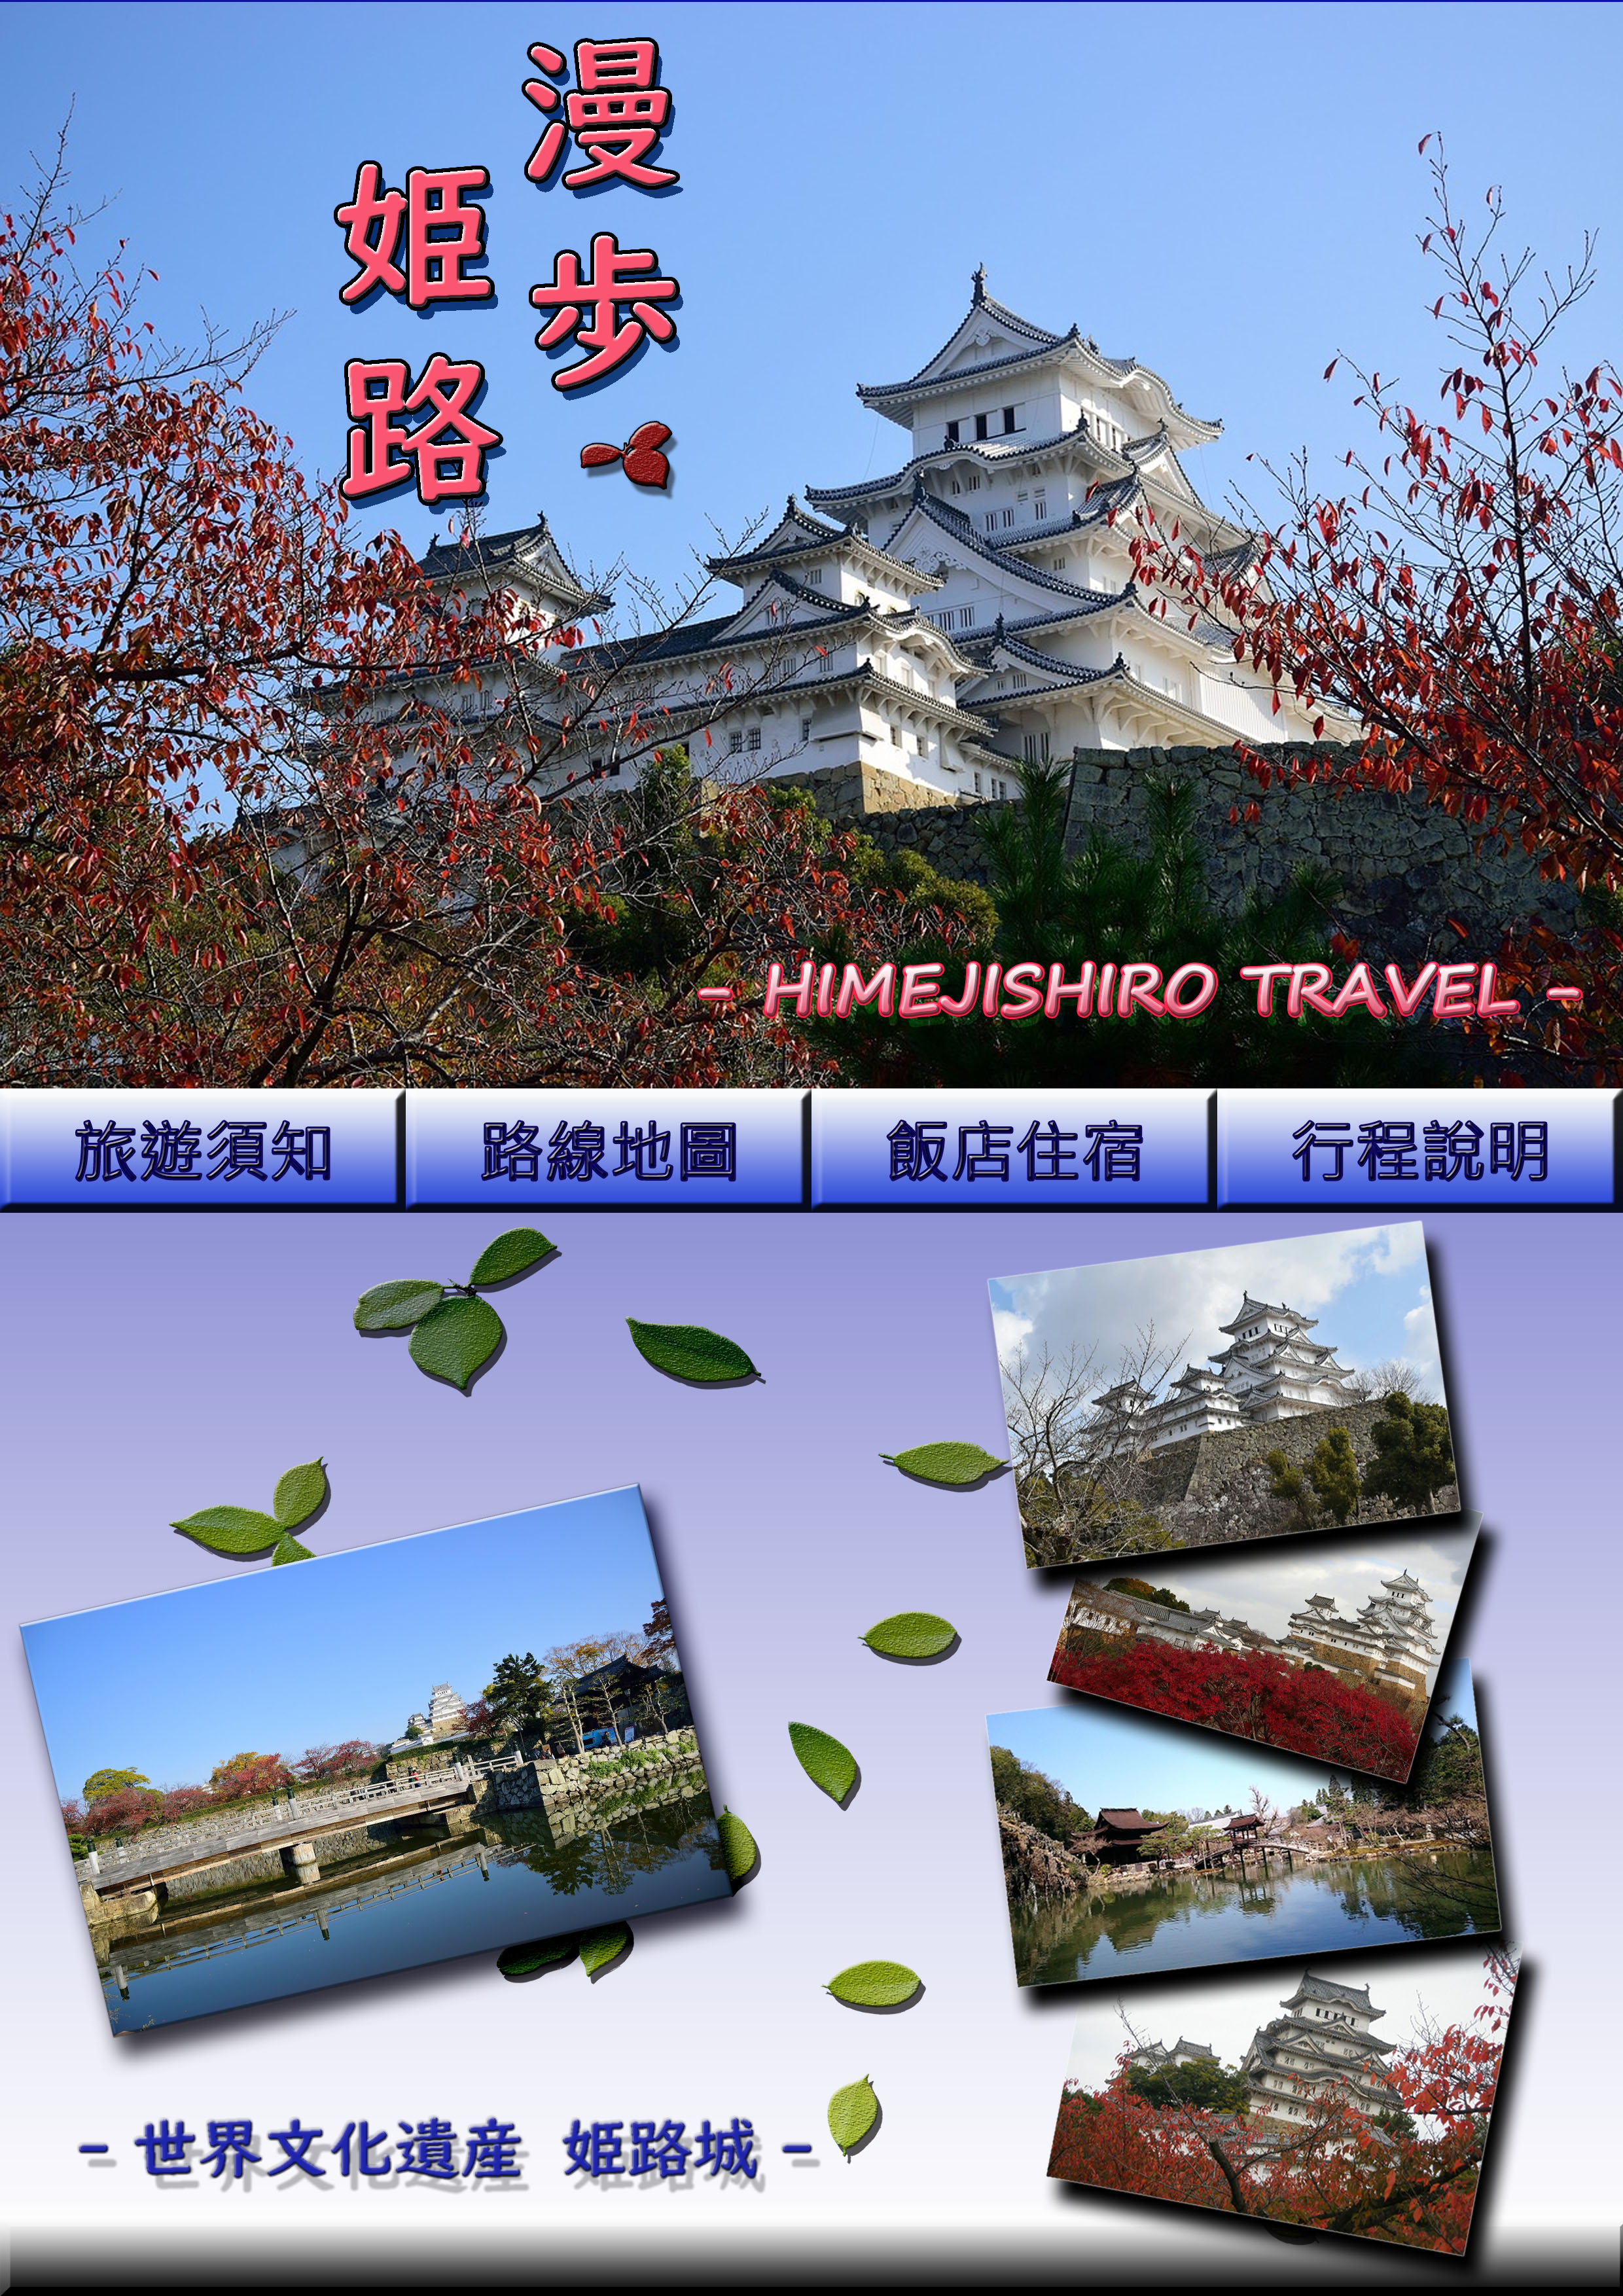 漫步
姫路
- HIMEJISHIRO TRAVEL -
旅遊須知
路線地圖
飯店住宿
行程說明
- 世界文化遺産 姫路城 -